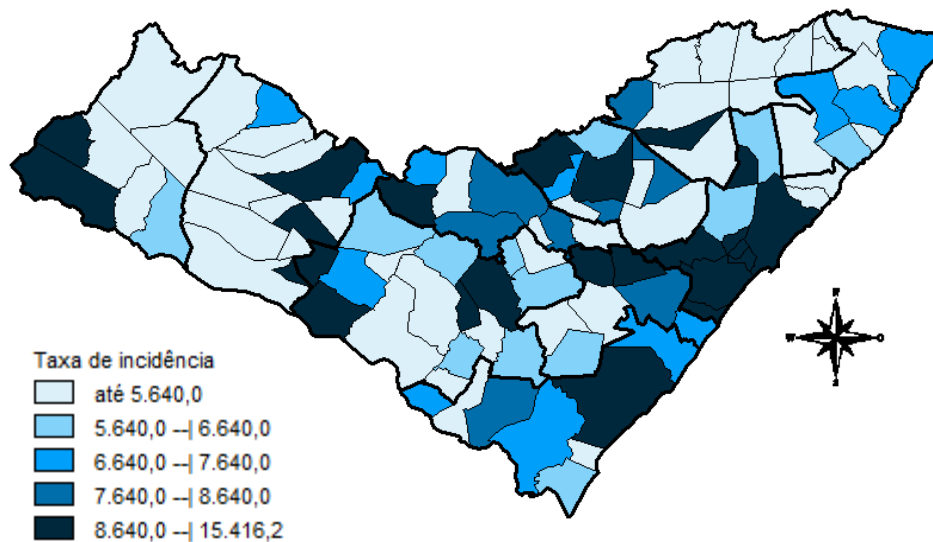 Taxa de incidência
até 5.640,0
5.640,0 --| 6.640,0
6.640,0 --| 7.640,0
7.640,0 --| 8.640,0
8.640,0 --| 15.416,2